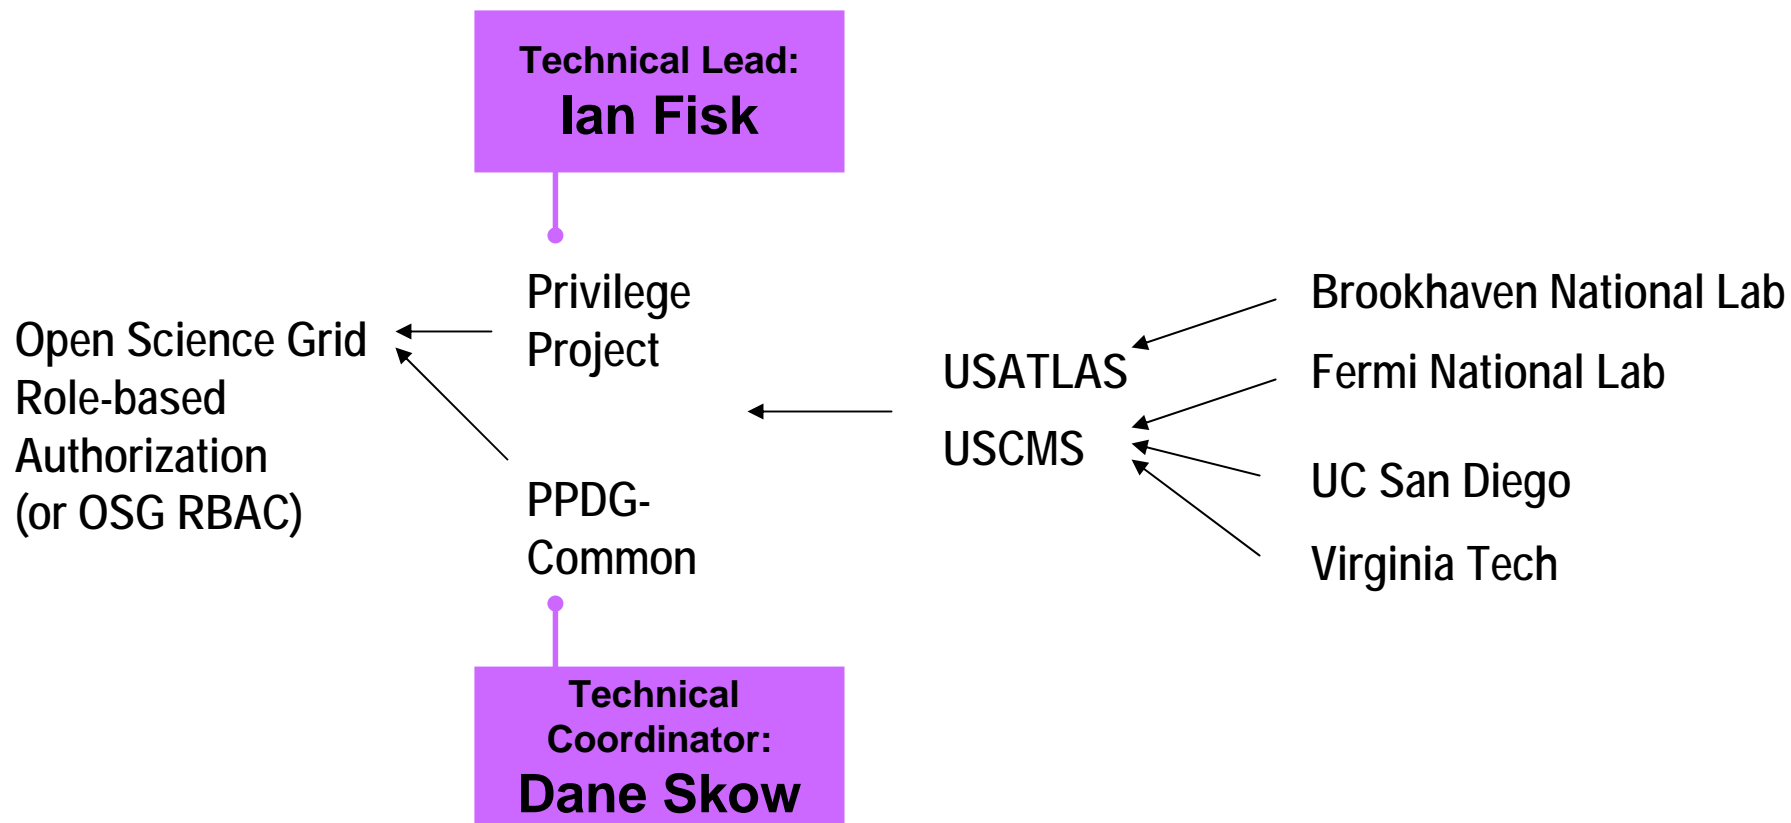 Technical Lead:
Ian Fisk
Privilege
Project
Open Science Grid
Role-based
Authorization
(or OSG RBAC)
PPDG-
Common
USATLAS
USCMS
Brookhaven National Lab
Fermi National Lab
UC San Diego
Virginia Tech
Technical
Coordinator:
Dane Skow